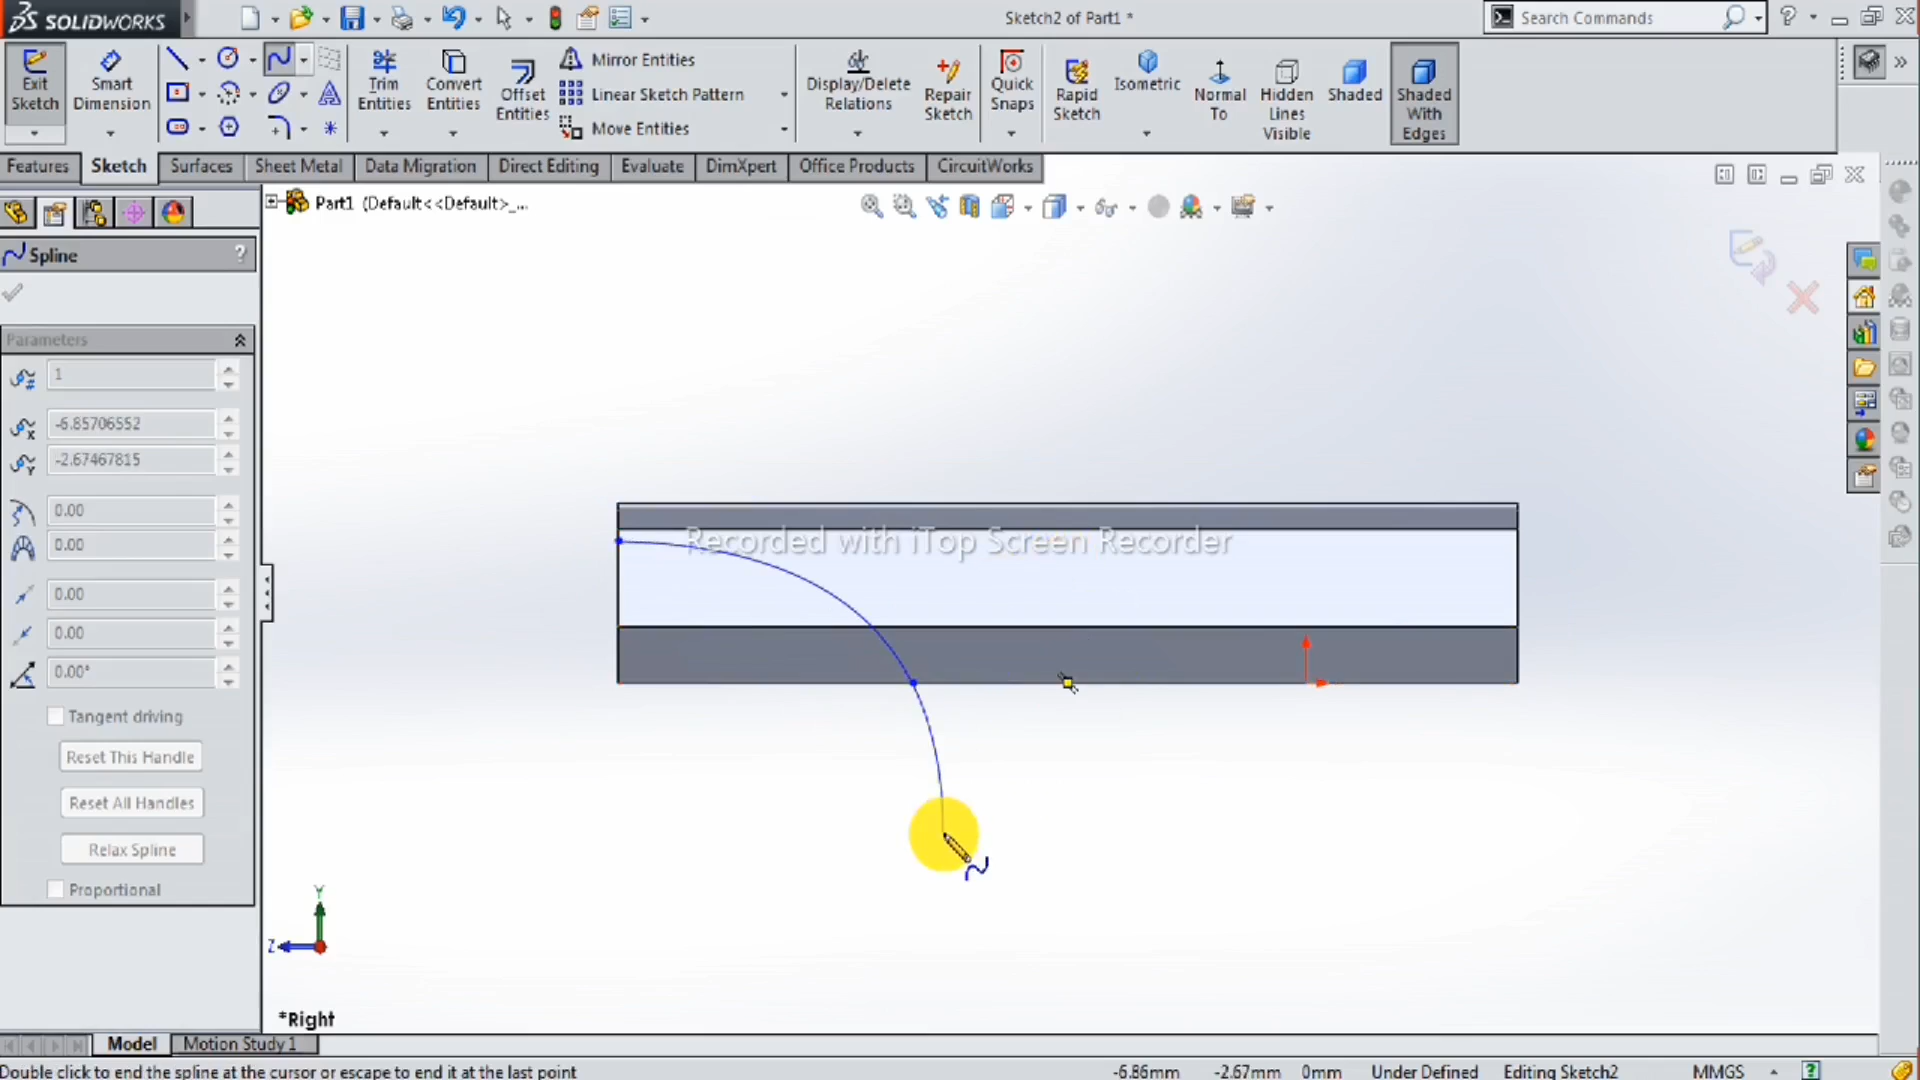 SOLIDWORKS
Sketch2 of Part1 *
Search Commands
Exit Sketch
Smart Dimension
Trim Entities
Convert Entities
Offset Entities
Mirror Entities
Linear Sketch Pattern
Move Entities
Display/Delete Relations
Repair Sketch
Quick Snaps
Rapid Sketch
Isometric
Normal To
Hidden Lines Visible
Shaded
Shaded With Edges
Features
Sketch
Surfaces
Sheet Metal
Data Migration
Direct Editing
Evaluate
DimXpert
Office Products
CircuitWorks
Part1 (Default<<Default>_...
Spline
?
Parameters
1
-6.85706552
-2.67467815
0.00
0.00
0.00
0.00
0.00°
Tangent driving
Reset This Handle
Reset All Handles
Relax Spline
Proportional
Recorded with iTop Screen Recorder
Y
Z
*Right
Model
Motion Study 1
Double click to end the spline at the cursor or escape to end it at the last point
-6.86mm
-2.67mm
0mm
Under Defined
Editing Sketch2
MMGS